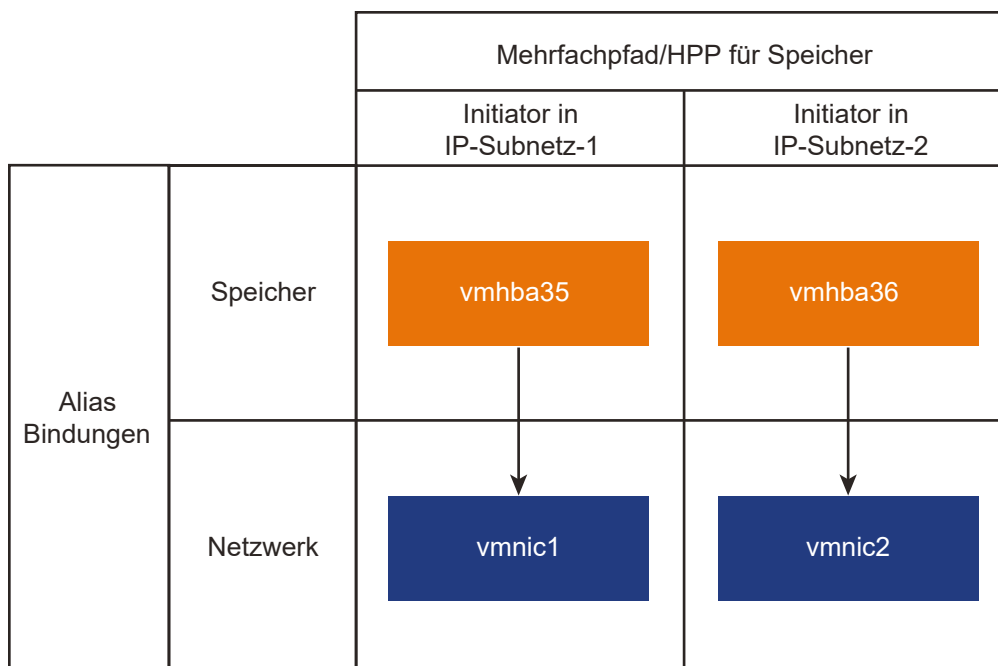 Mehrfachpfad/HPP für Speicher
Initiator in
IP-Subnetz-1
Initiator in
IP-Subnetz-2
Alias
Bindungen
Speicher
vmhba35
vmhba36
Netzwerk
vmnic1
vmnic2